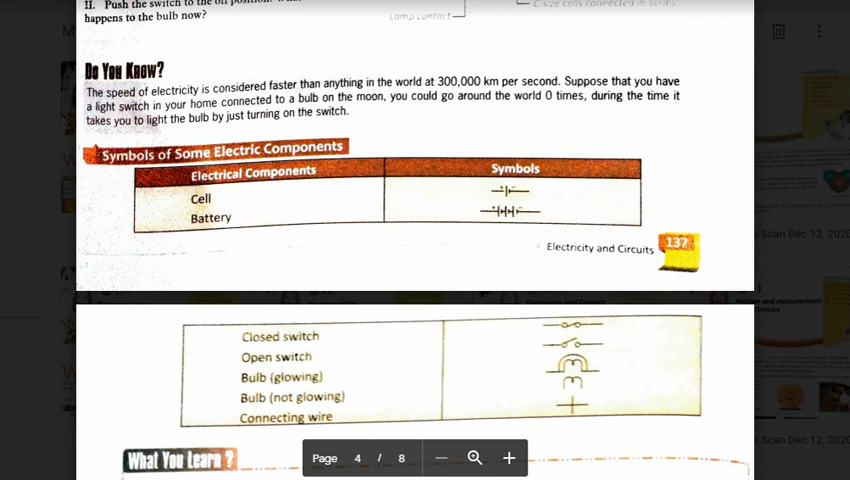 II. Push the switch to the off position.
happens to the bulb now?
Lamp contact
C-size cells connected in series
Do You Know?
The speed of electricity is considered faster than anything in the world at 300,000 km per second. Suppose that you have
a light switch in your home connected to a bulb on the moon, you could go around the world 0 times, during the time it
takes you to light the bulb by just turning on the switch.
Symbols of Some Electric Components
Electrical Components Symbols
Cell
Battery
Electricity and Circuits 137
Scan Dec 12, 2020
Closed switch
Open switch
Bulb (glowing)
Bulb (not glowing)
Connecting wire
Scan Dec 12, 2020
What You Learn ?
Page 4 / 8